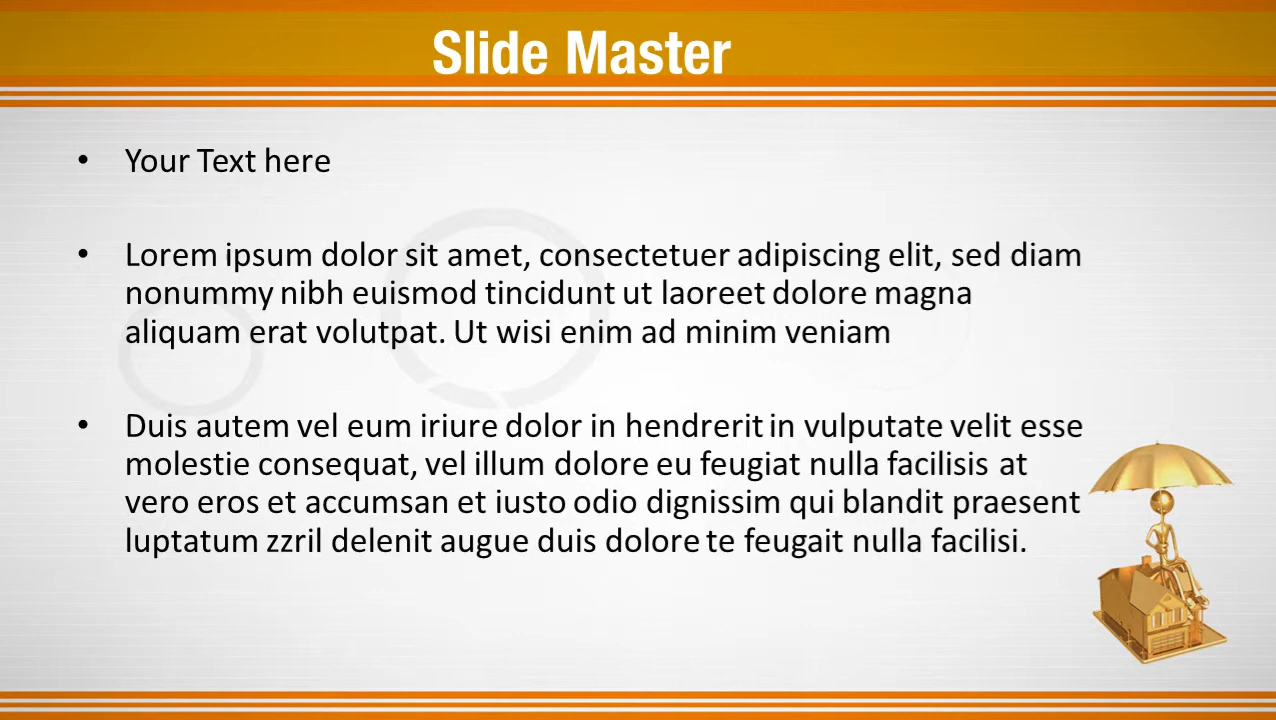 Slide Master
• Your Text here
• Lorem ipsum dolor sit amet, consectetuer adipiscing elit, sed diam
nonummy nibh euismod tincidunt ut laoreet dolore magna
aliquam erat volutpat. Ut wisi enim ad minim veniam
• Duis autem vel eum iriure dolor in hendrerit in vulputate velit esse
molestie consequat, vel illum dolore eu feugiat nulla facilisis at
vero eros et accumsan et iusto odio dignissim qui blandit praesent
luptatum zzril delenit augue duis dolore te feugait nulla facilisi.